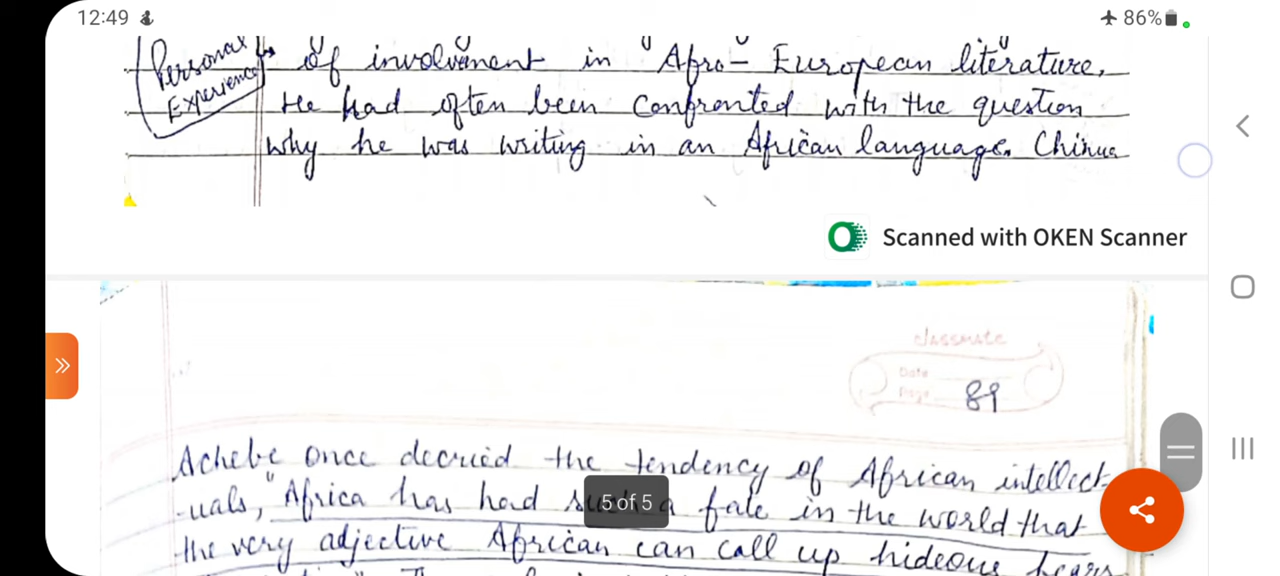 12:49
86%
Personal
Experience
of involvement in Afro-European literature.
He had often been confronted with the question
why he was writing in an African language. Chinua
Scanned with OKEN Scanner
classmate
Date
Page 89
Achebe once decried the tendency of African intellect-
-uals, "Africa has had a fate in the world that
5 of 5
the very adjective African can call up hideous